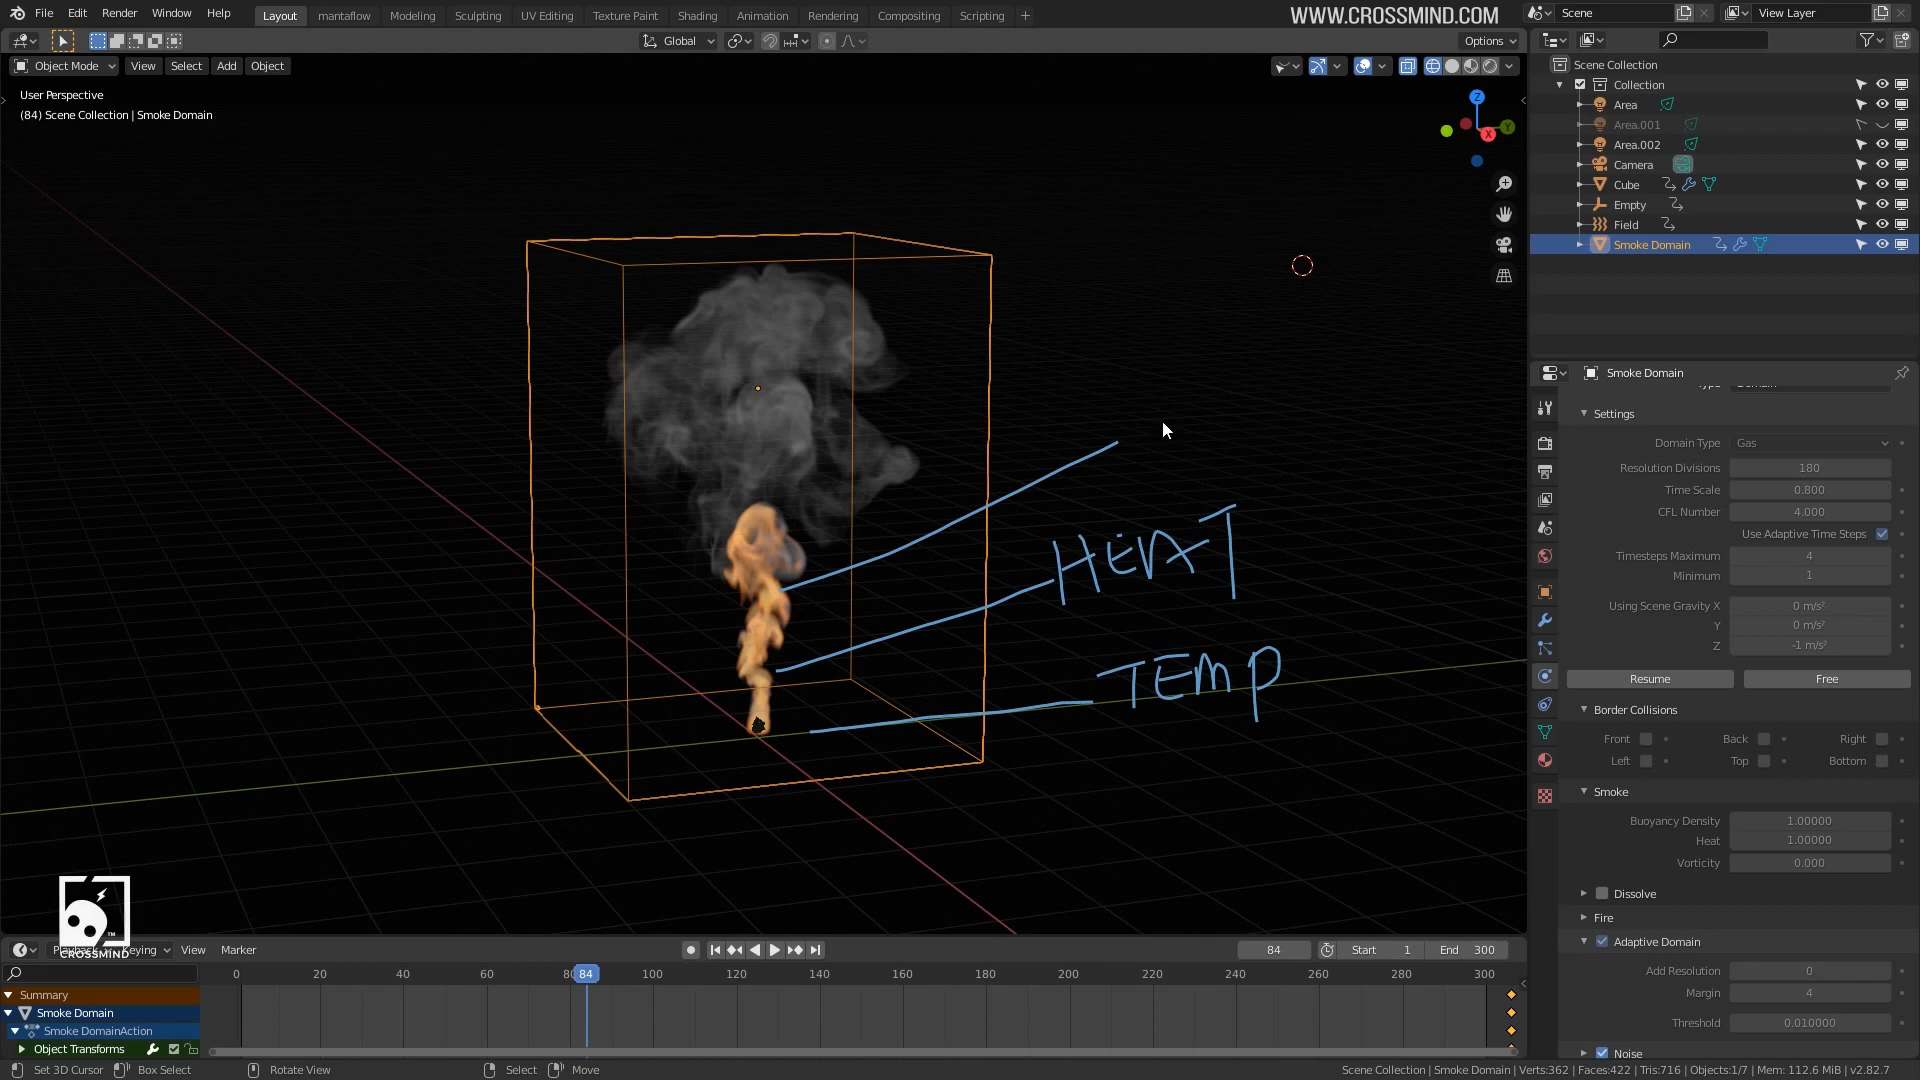 File Edit Render Window Help Layout mantaflow Modeling Sculpting UV Editing Texture Paint Shading Animation Rendering Compositing Scripting + WWW.CROSSMIND.COM Scene View Layer
Global Options
Object Mode View Select Add Object
User Perspective
(84) Scene Collection | Smoke Domain
Z
Y
X
HEAT
TEMP
Scene Collection
Collection
Area
Area.001
Area.002
Camera
Cube
Empty
Field
Smoke Domain
Smoke Domain
Settings
Domain Type Gas
Resolution Divisions 180
Time Scale 0.800
CFL Number 4.000
Use Adaptive Time Steps
Timesteps Maximum 4
Minimum 1
Using Scene Gravity X 0 m/s²
Y 0 m/s²
Z -1 m/s²
Resume Free
Border Collisions
Front Back Right
Left Top Bottom
Smoke
Buoyancy Density 1.00000
Heat 1.00000
Vorticity 0.000
Dissolve
Fire
Adaptive Domain
Add Resolution 0
Margin 4
Threshold 0.010000
Noise
CROSSMIND
Playback Keying View Marker 84 Start 1 End 300
0 20 40 60 80 84 100 120 140 160 180 200 220 240 260 280 300
Summary
Smoke Domain
Smoke DomainAction
Object Transforms
Set 3D Cursor Box Select Rotate View Select Move Scene Collection | Smoke Domain | Verts:362 | Faces:422 | Tris:716 | Objects:1/7 | Mem: 112.6 MiB | v2.82.7